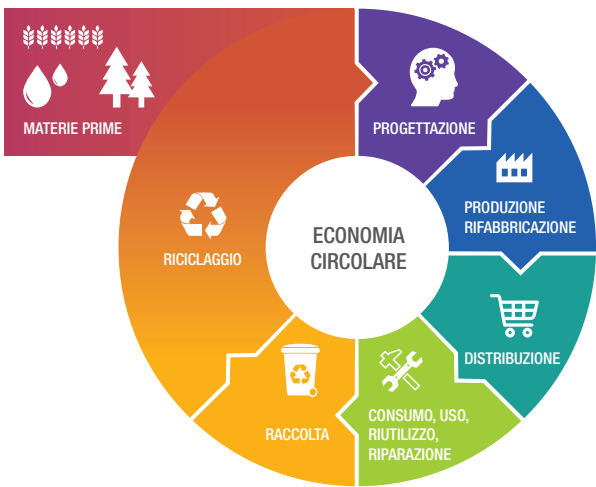 MATERIE PRIME
PROGETTAZIONE
PRODUZIONE
RIFABBRICAZIONE
DISTRIBUZIONE
CONSUMO, USO,
RIUTILIZZO,
RIPARAZIONE
RACCOLTA
RICICLAGGIO
ECONOMIA
CIRCOLARE